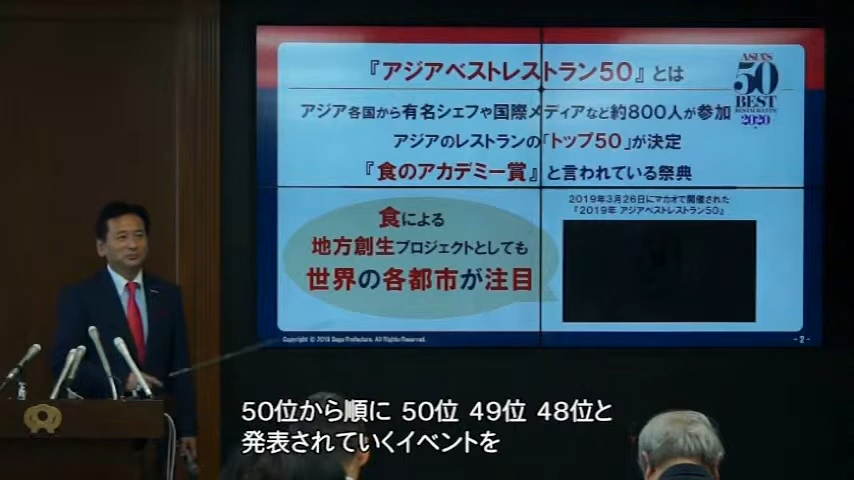 『アジアベストレストラン50』とは
ASIA'S
50
BEST
RESTAURANTS
2020
アジア各国から有名シェフや国際メディアなど約800人が参加
アジアのレストランの「トップ50」が決定
『食のアカデミー賞』と言われている祭典
食による
地方創生プロジェクトとしても
世界の各都市が注目
2019年3月26日にマカオで開催された
『2019年 アジアベストレストラン50』
Copyright © 2019 Saga Prefecture. All Rights Reserved.
- 2 -
50位から順に 50位 49位 48位と
発表されていくイベントを